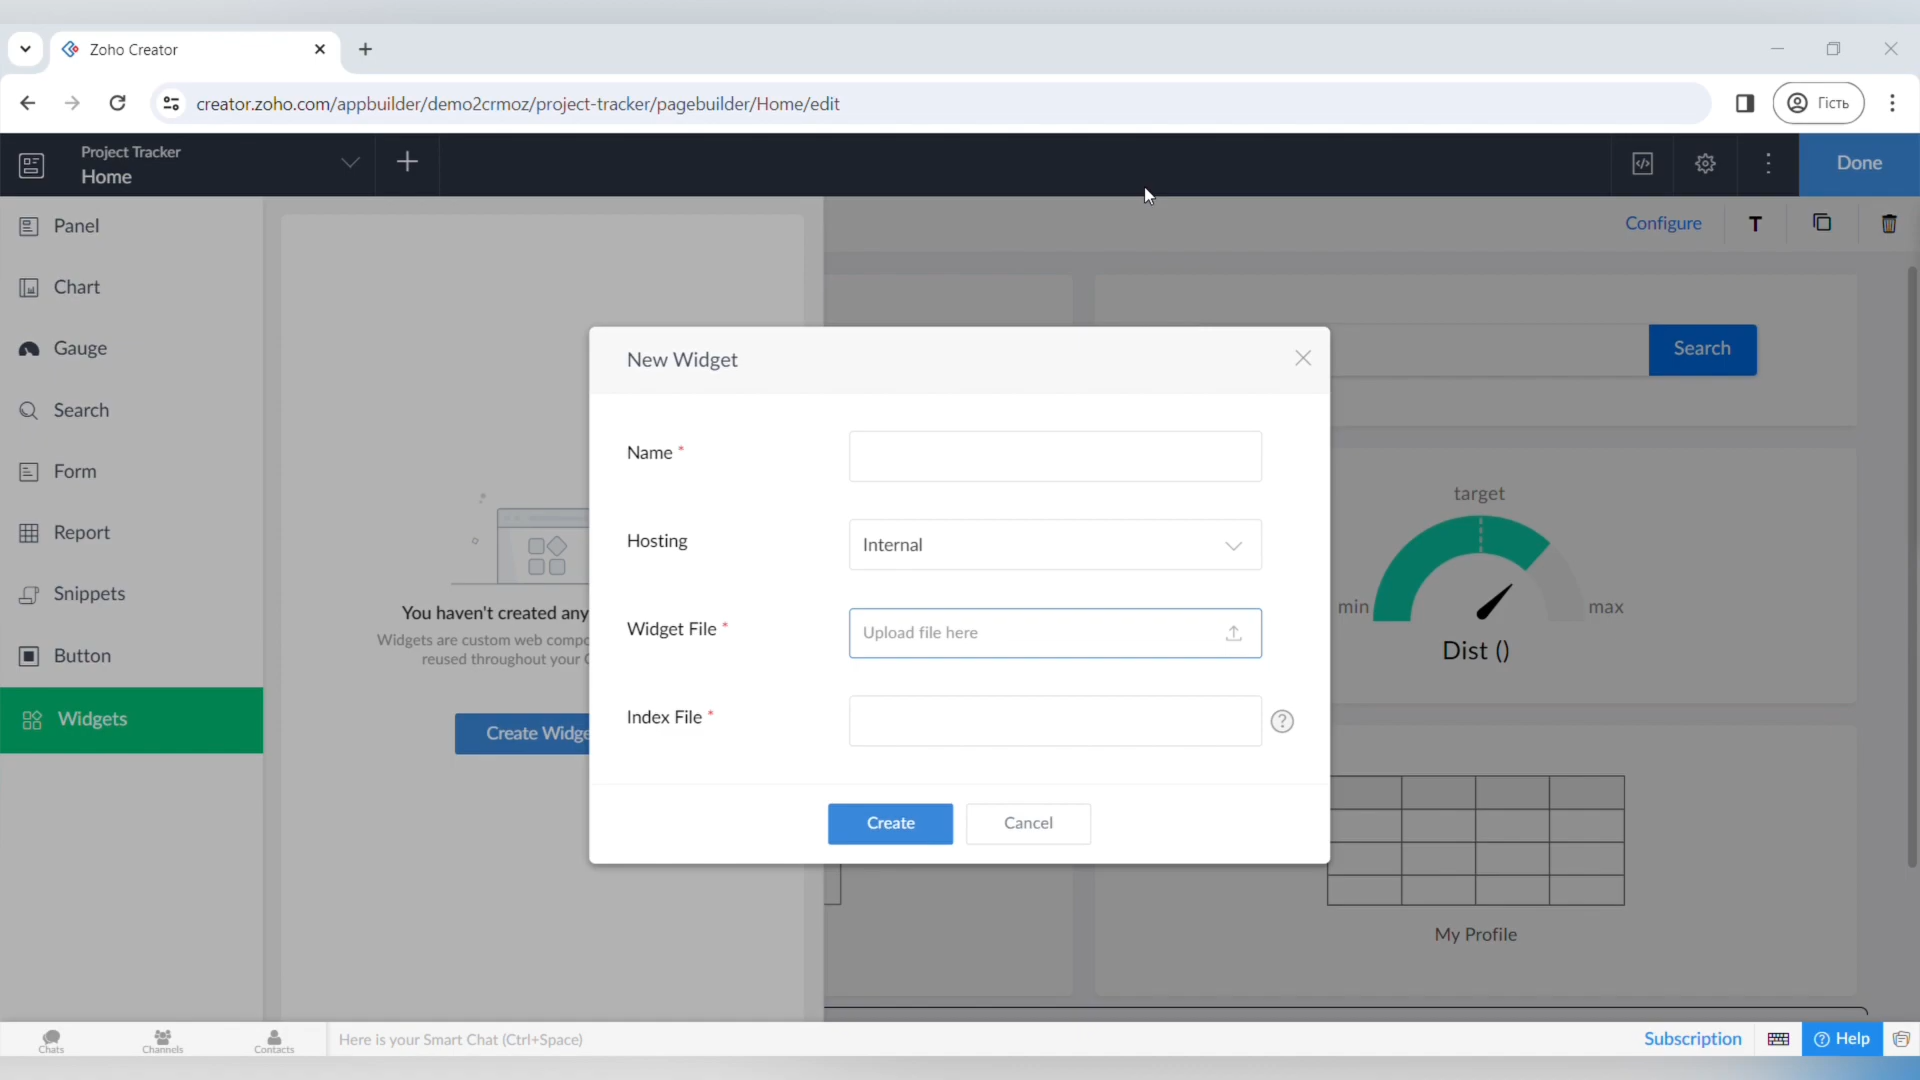 Zoho Creator
creator.zoho.com/appbuilder/demo2crmoz/project-tracker/pagebuilder/Home/edit
Гість
Project Tracker
Home
Done
Panel
Chart
Gauge
Search
Form
Report
Snippets
Button
Widgets
Configure
T
Search
You haven't created any
Widgets are custom web compo
reused throughout your
Create Widge
New Widget
Name *
Hosting
Internal
Widget File *
Upload file here
Index File *
?
Create
Cancel
target
min
max
Dist ()
My Profile
Chats
Channels
Contacts
Here is your Smart Chat (Ctrl+Space)
Subscription
Help